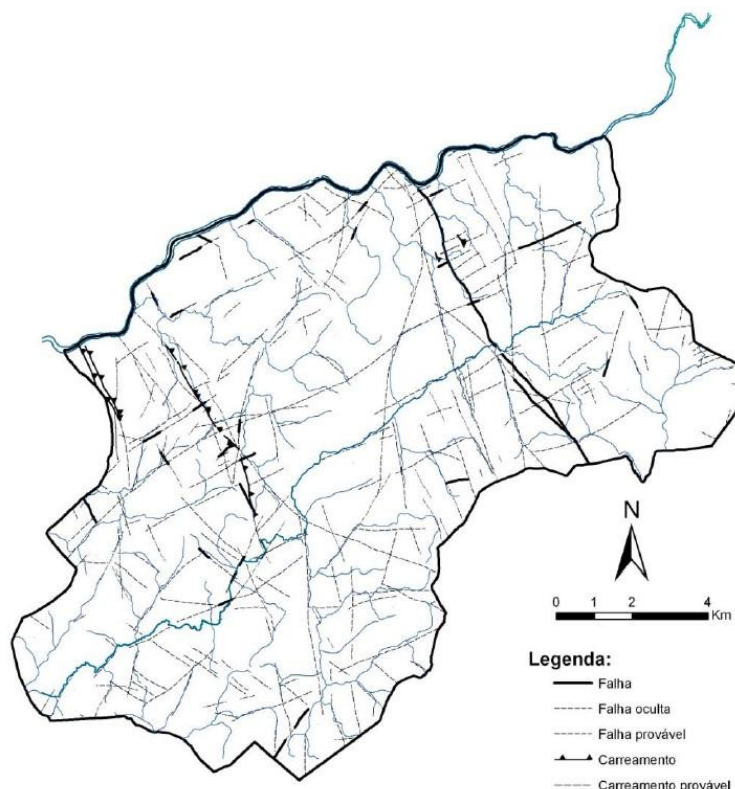 N
0 1 2 4
Km
Legenda:
Falha
Falha oculta
Falha provável
Carreamento
Carreamento provável